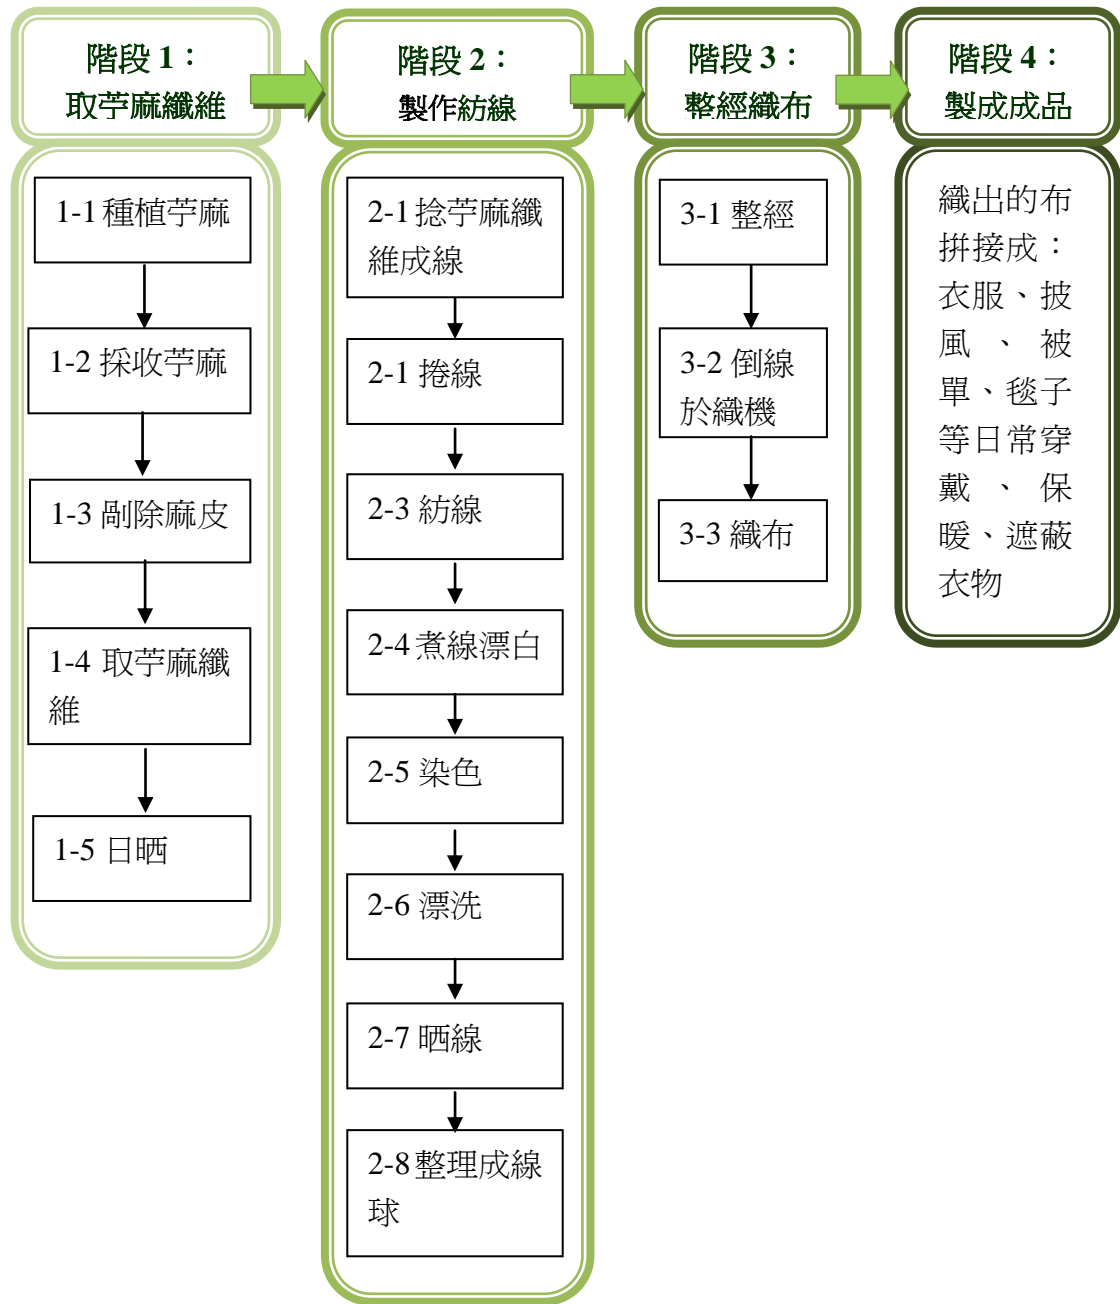 階段 1：
取苧麻纖維
1-1 種植苧麻
1-2 採收苧麻
1-3 剮除麻皮
1-4 取苧麻纖
維
1-5 日晒
階段 2：
製作紡線
2-1 捻苧麻纖
維成線
2-1 捲線
2-3 紡線
2-4 煮線漂白
2-5 染色
2-6 漂洗
2-7 晒線
2-8 整理成線
球
階段 3：
整經織布
3-1 整經
3-2 倒線
於織機
3-3 織布
階段 4：
製成成品
織出的布
拼接成：
衣服、披
風、被
單、毯子
等日常穿
戴、保
暖、遮蔽
衣物